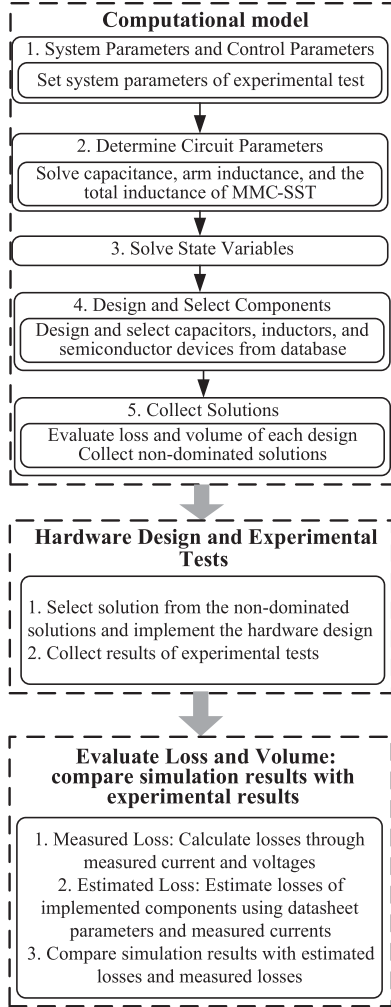 Computational model
1. System Parameters and Control Parameters
Set system parameters of experimental test
2. Determine Circuit Parameters
Solve capacitance, arm inductance, and the
total inductance of MMC-SST
3. Solve State Variables
4. Design and Select Components
Design and select capacitors, inductors, and
semiconductor devices from database
5. Collect Solutions
Evaluate loss and volume of each design
Collect non-dominated solutions
Hardware Design and Experimental
Tests
1. Select solution from the non-dominated
solutions and implement the hardware design
2. Collect results of experimental tests
Evaluate Loss and Volume:
compare simulation results with
experimental results
1. Measured Loss: Calculate losses through
measured current and voltages
2. Estimated Loss: Estimate losses of
implemented components using datasheet
parameters and measured currents
3. Compare simulation results with estimated
losses and measured losses